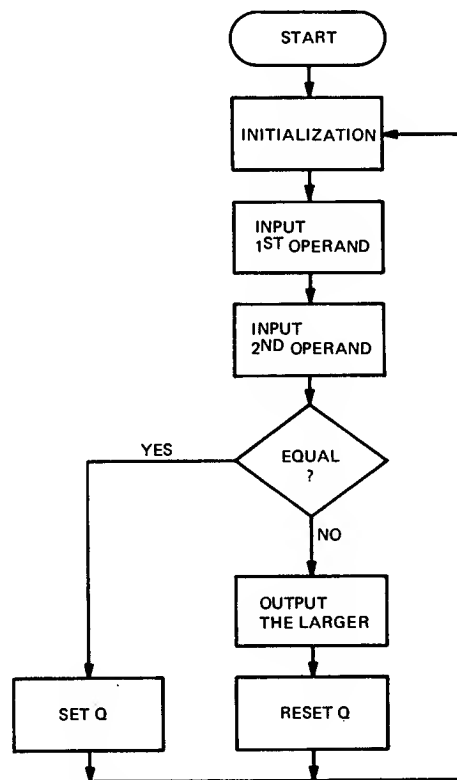 START
INITIALIZATION
INPUT
1ST OPERAND
INPUT
2ND OPERAND
YES
EQUAL
?
NO
OUTPUT
THE LARGER
SET Q
RESET Q